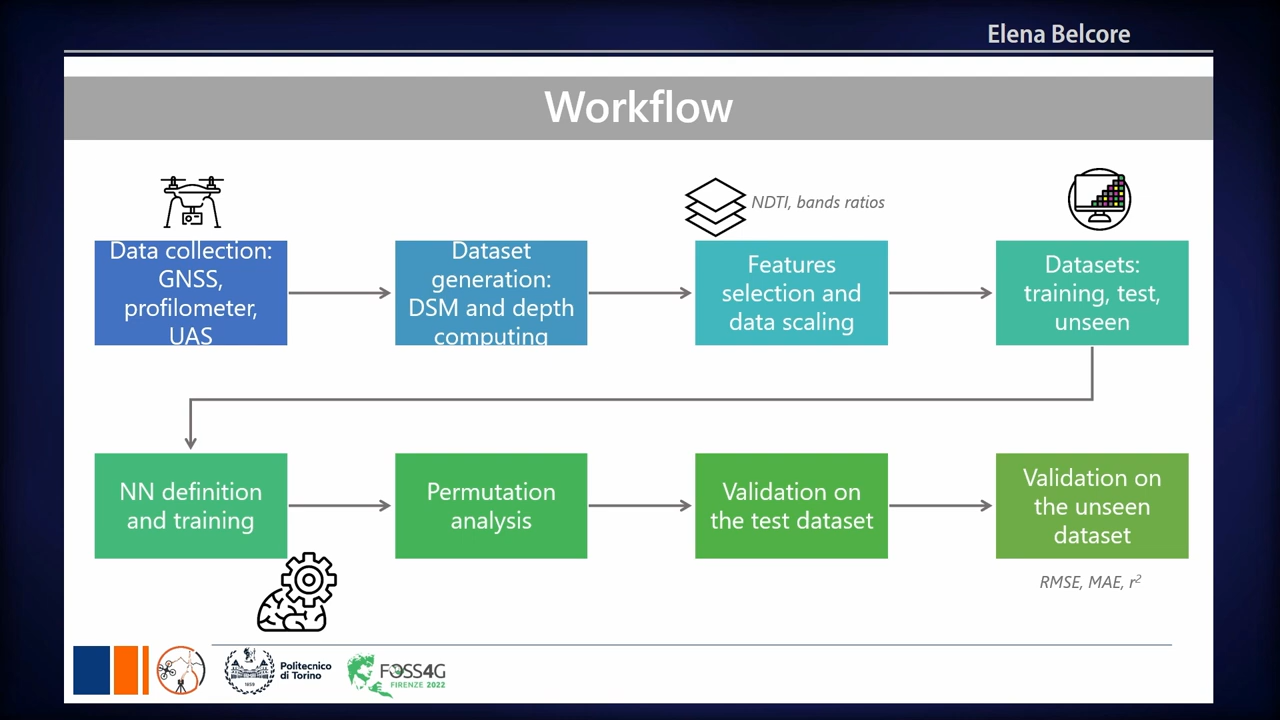 Elena Belcore
Workflow
NDTI, bands ratios
Data collection:
GNSS,
profilometer,
UAS
Dataset
generation:
DSM and depth
computing
Features
selection and
data scaling
Datasets:
training, test,
unseen
NN definition
and training
Permutation
analysis
Validation on
the test dataset
Validation on
the unseen
dataset
RMSE, MAE, r²
Politecnico
di Torino
FOSS4G
FIRENZE 2022